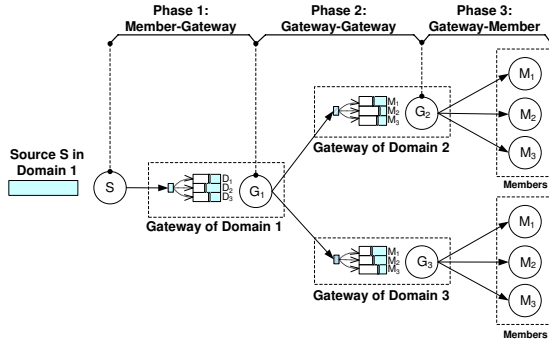 Phase 1: Phase 2: Phase 3:
Member-Gateway Gateway-Gateway Gateway-Member
M1
M1
M2 G2 M2
M3
Gateway of Domain 2
M3
Source S in
Domain 1
Members
S D1
D2 G1
D3
Gateway of Domain 1
M1
M1
M2 G3 M2
M3
Gateway of Domain 3
M3
Members